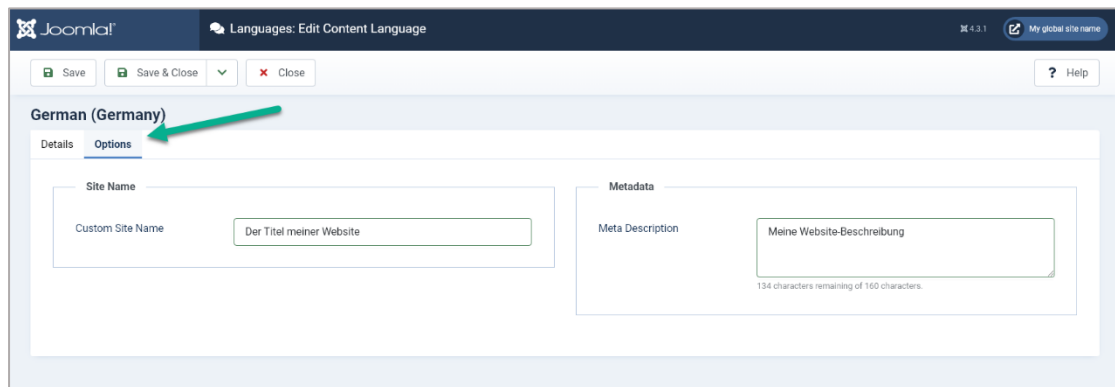 Joomla!®
Languages: Edit Content Language
4.3.1
My global site name
Save
Save & Close
Close
? Help
German (Germany)
Details
Options
Site Name
Custom Site Name
Der Titel meiner Website
Metadata
Meta Description
Meine Website-Beschreibung
134 characters remaining of 160 characters.